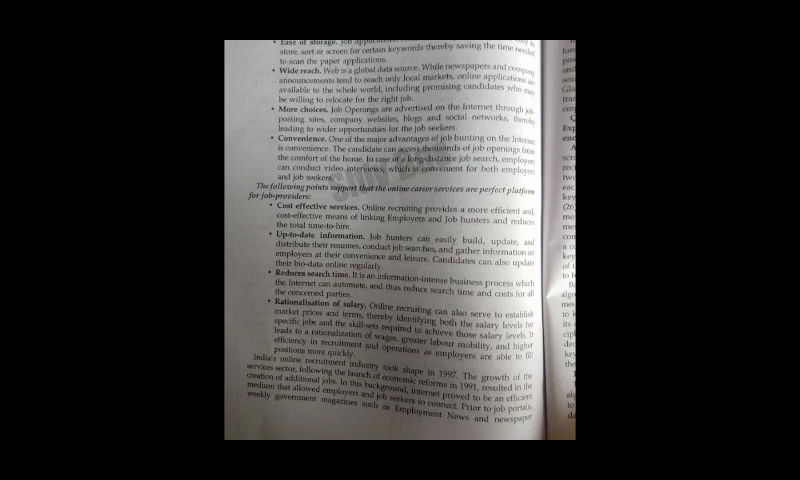 • Ease of storage. Job
store, sort or screen for certain keywords thereby saving the time needed
to scan the paper applications.
• Wide reach. Web is a global data source. While newspapers and company
announcements tend to reach only local markets, online applications are
available to the whole world, including promising candidates who may
be willing to relocate for the right job.
• More choices. Job Openings are advertised on the Internet through job-
posting sites, company websites, blogs and social networks, thereby
leading to wider opportunities for the job seekers.
• Convenience. One of the major advantages of job hunting on the Internet
is convenience. The candidate can access thousands of job openings from
the comfort of the home. In case of a long-distance job search, employers
can conduct video interviews, which is convenient for both employers
and job seekers.
The following points support that the online career services are perfect platform
for job-providers:
• Cost effective services. Online recruiting provides a more efficient and
cost-effective means of linking Employers and Job hunters and reduces
the total time-to-hire.
• Up-to-date information. Job hunters can easily build, update, and
distribute their resumes, conduct job searches, and gather information on
employers at their convenience and leisure. Candidates can also update
their bio-data online regularly.
• Reduces search time. It is an information-intense business process which
the Internet can automate, and thus reduce search time and costs for all
the concerned parties.
• Rationalisation of salary. Online recruiting can also serve to establish
market prices and terms, thereby identifying both the salary levels for
specific jobs and the skill-sets required to achieve those salary levels. It
leads to a rationalization of wages, greater labour mobility, and higher
efficiency in recruitment and operations as employers are able to fill
positions more quickly.
India's online recruitment industry took shape in 1997. The growth of the
services sector, following the launch of economic reforms in 1991, resulted in the
creation of additional jobs. In this background, internet proved to be an efficient
medium that allowed employers and job seekers to connect. Prior to job portals,
weekly government magazines such as Employment News and newspaper